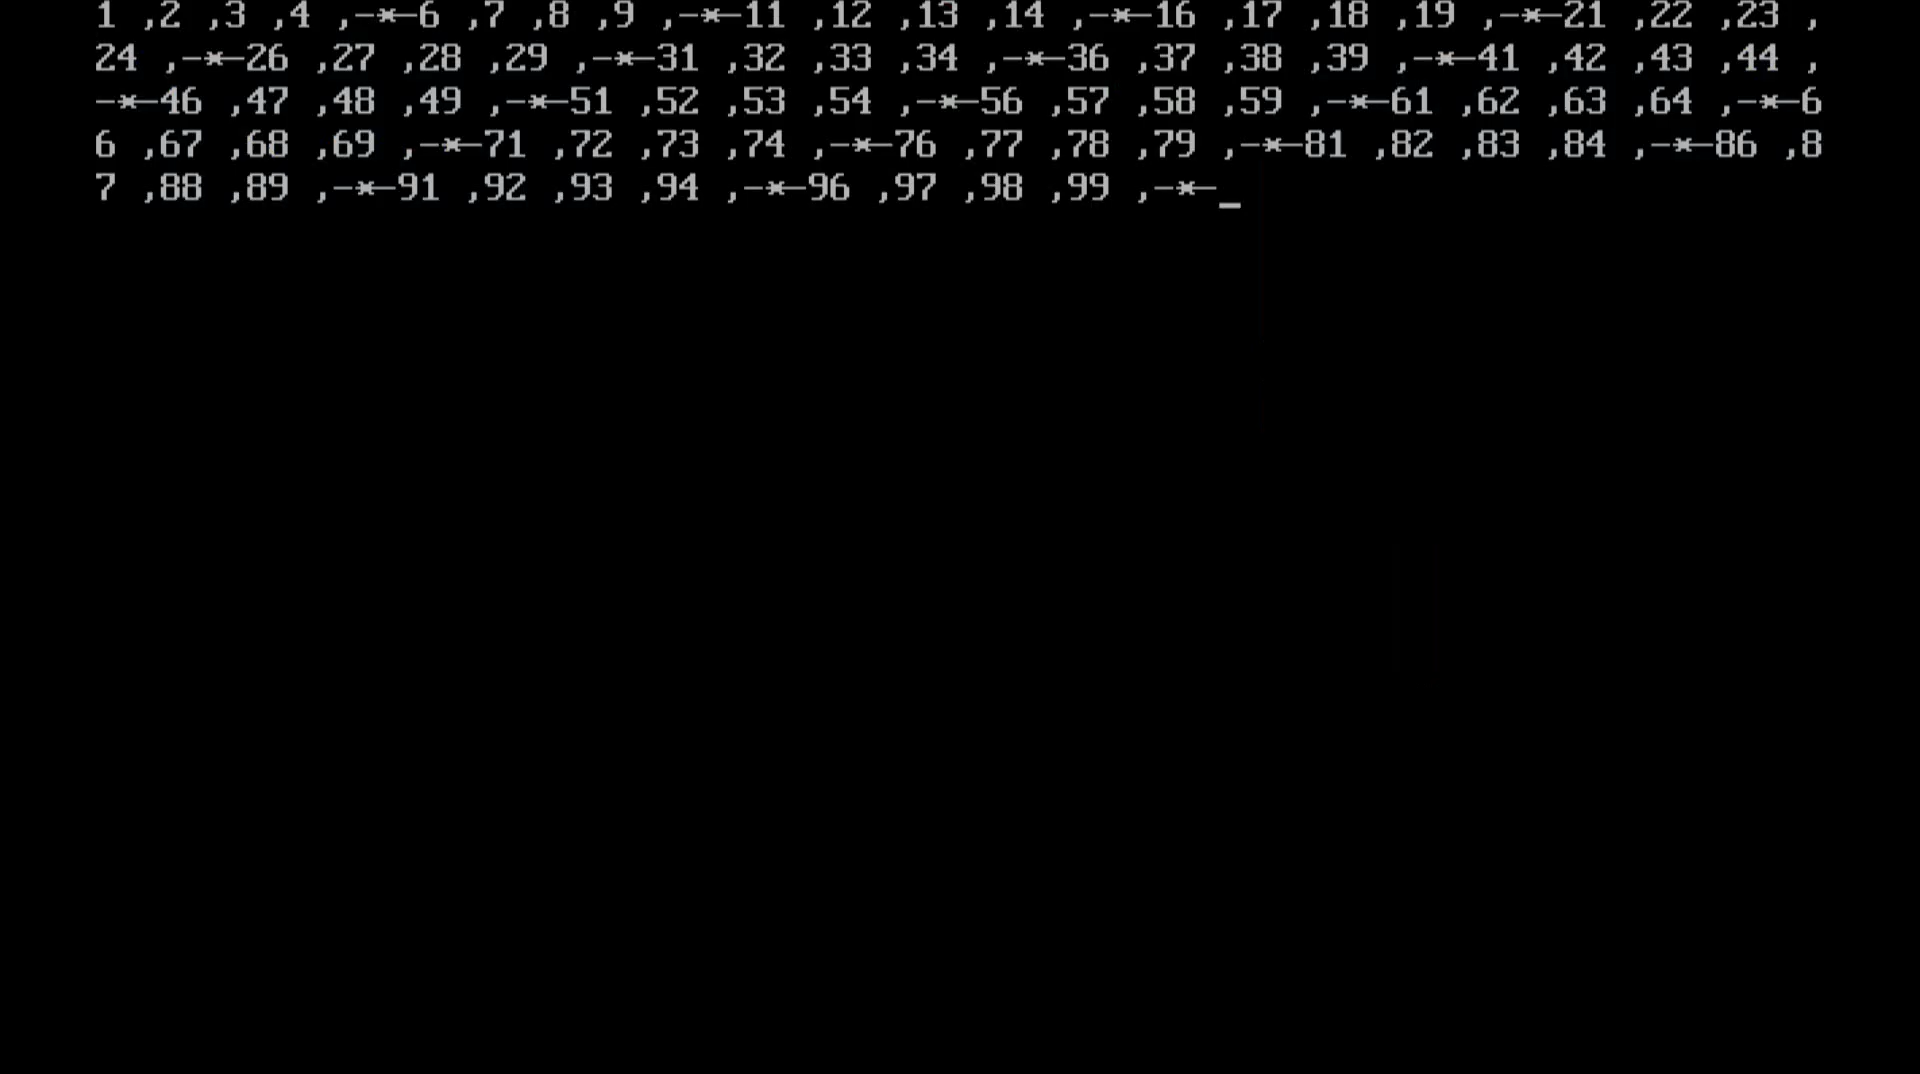 1 ,2 ,3 ,4 ,-*-6 ,7 ,8 ,9 ,-*-11 ,12 ,13 ,14 ,-*-16 ,17 ,18 ,19 ,-*-21 ,22 ,23 ,
24 ,-*-26 ,27 ,28 ,29 ,-*-31 ,32 ,33 ,34 ,-*-36 ,37 ,38 ,39 ,-*-41 ,42 ,43 ,44 ,
-*-46 ,47 ,48 ,49 ,-*-51 ,52 ,53 ,54 ,-*-56 ,57 ,58 ,59 ,-*-61 ,62 ,63 ,64 ,-*-6
6 ,67 ,68 ,69 ,-*-71 ,72 ,73 ,74 ,-*-76 ,77 ,78 ,79 ,-*-81 ,82 ,83 ,84 ,-*-86 ,8
7 ,88 ,89 ,-*-91 ,92 ,93 ,94 ,-*-96 ,97 ,98 ,99 ,-*-_